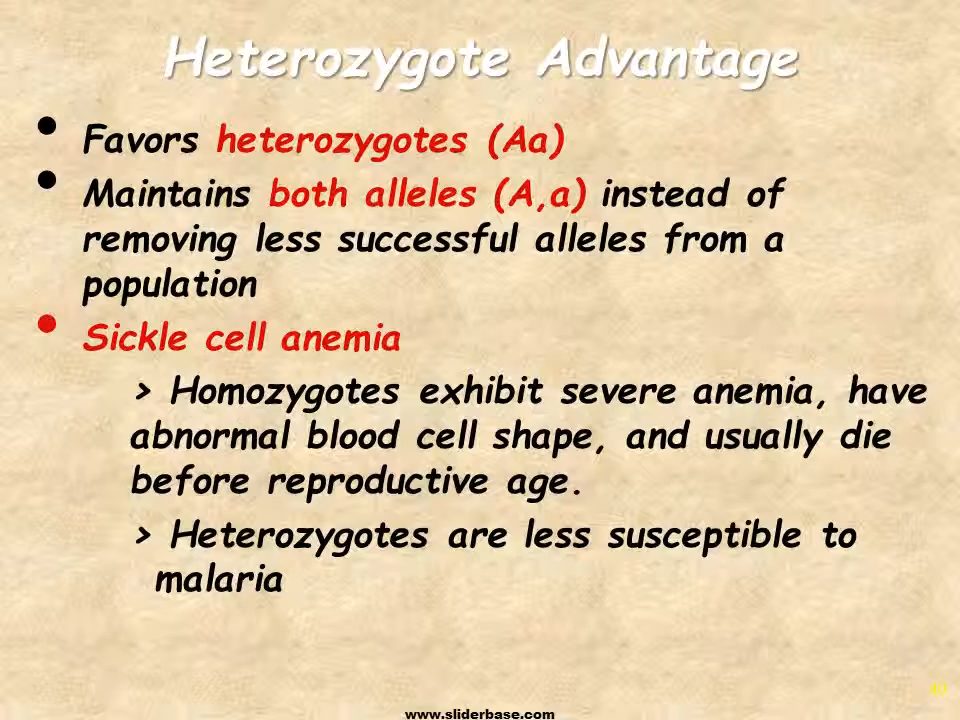 Heterozygote Advantage
• Favors heterozygotes (Aa)
• Maintains both alleles (A,a) instead of
removing less successful alleles from a
population
• Sickle cell anemia
> Homozygotes exhibit severe anemia, have
abnormal blood cell shape, and usually die
before reproductive age.
> Heterozygotes are less susceptible to
malaria
www.sliderbase.com